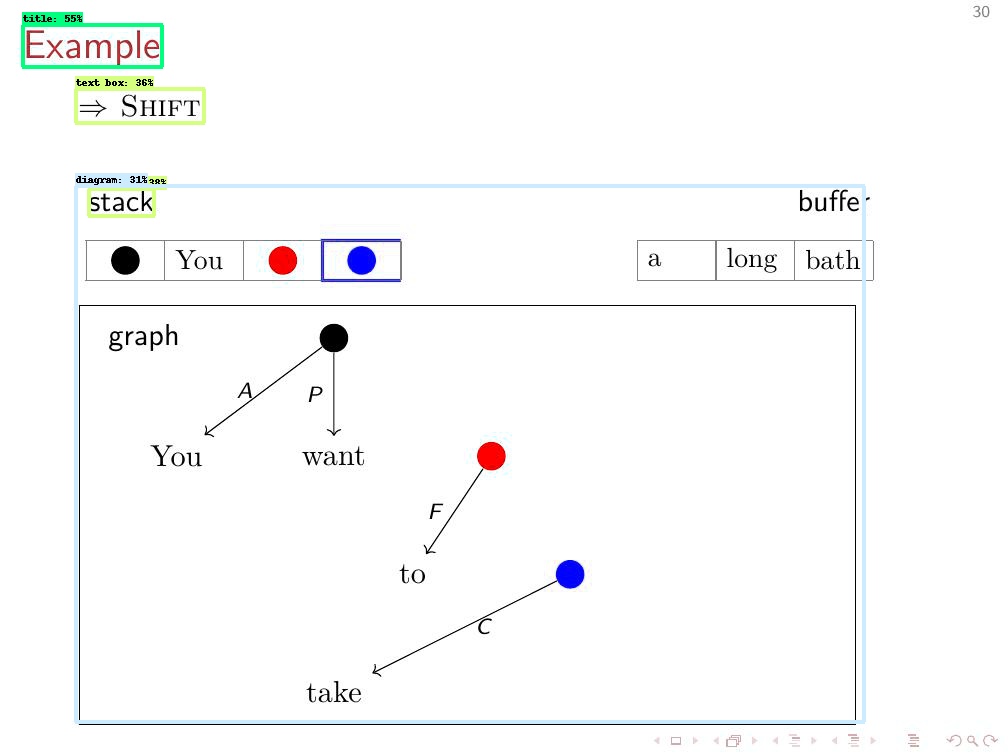 30
title: 55%
Example
text box: 36%
⇒ SHIFT
diagram: 31% 38%
stack buffer
You a long bath
graph
A P
You want
F
to
C
take